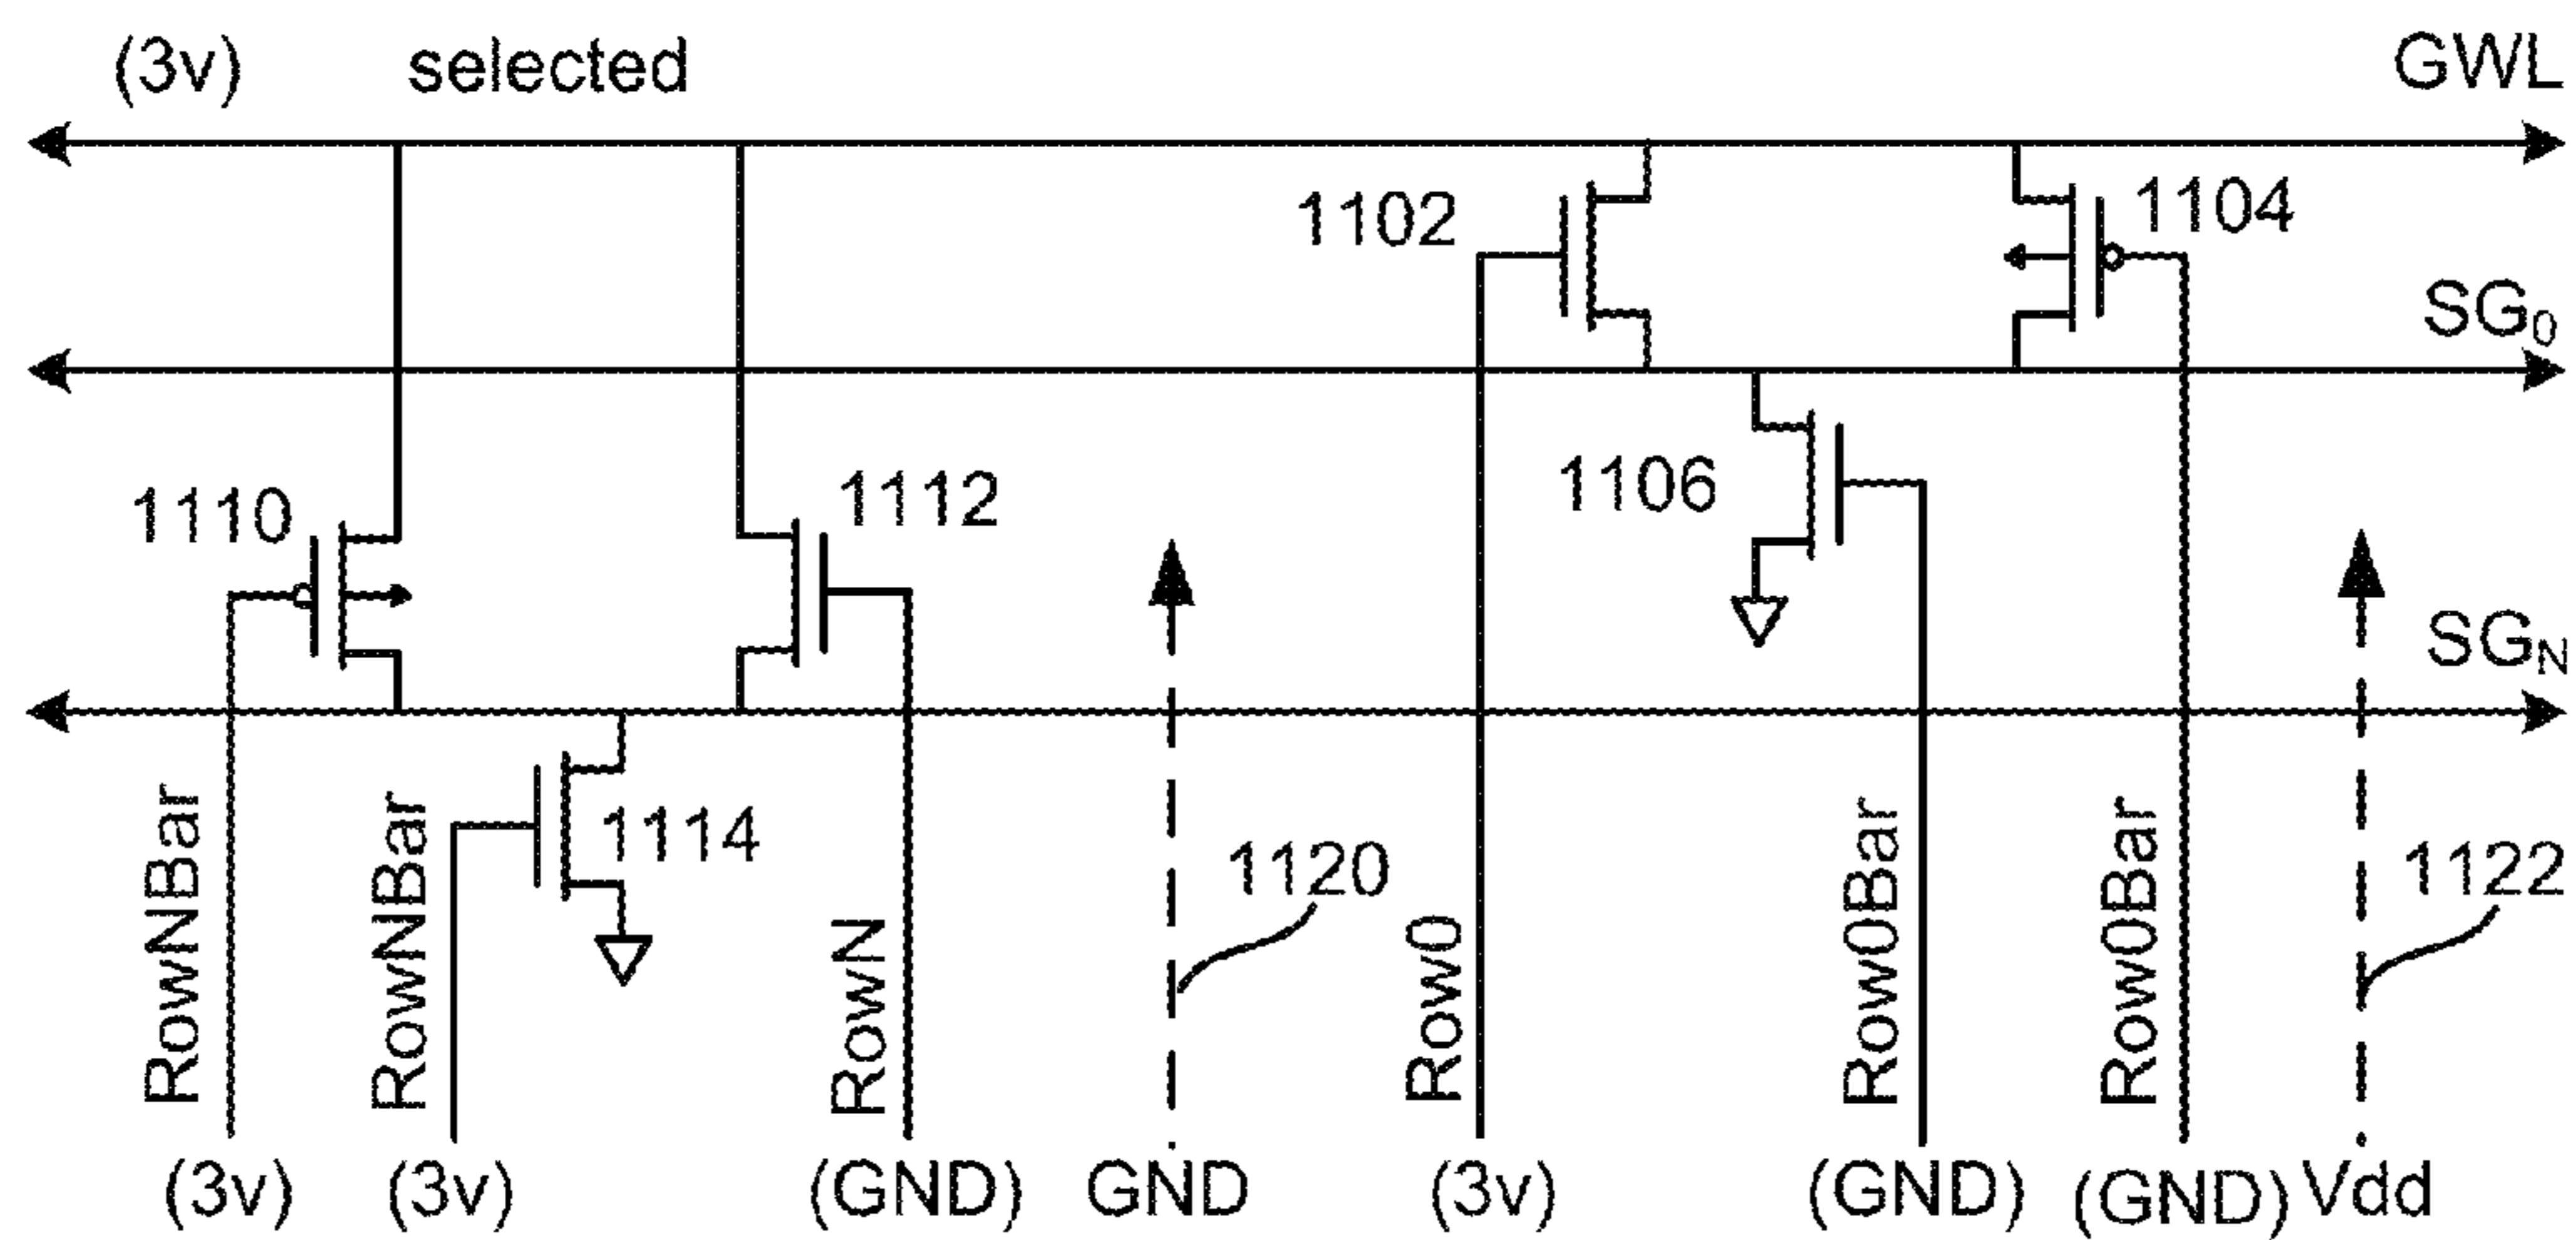 (3v) selected GWL
1102 1104
SG0
1110 1112 1106
SGN
1114 1120 1122
RowNBar RowNBar RowN Row0 Row0Bar Row0Bar
(3v) (3v) (GND) GND (3v) (GND) (GND) Vdd